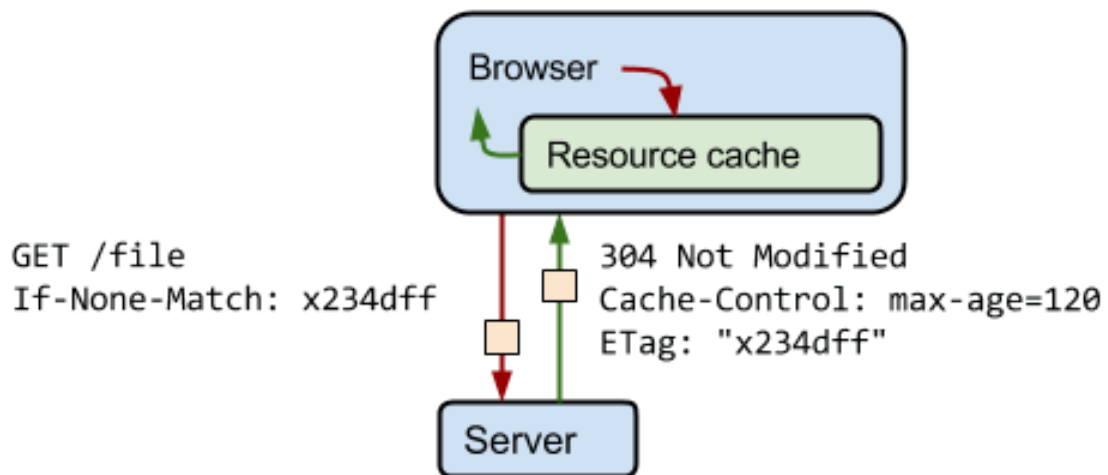 Browser
Resource cache
GET /file
If-None-Match: x234dff
304 Not Modified
Cache-Control: max-age=120
ETag: "x234dff"
Server